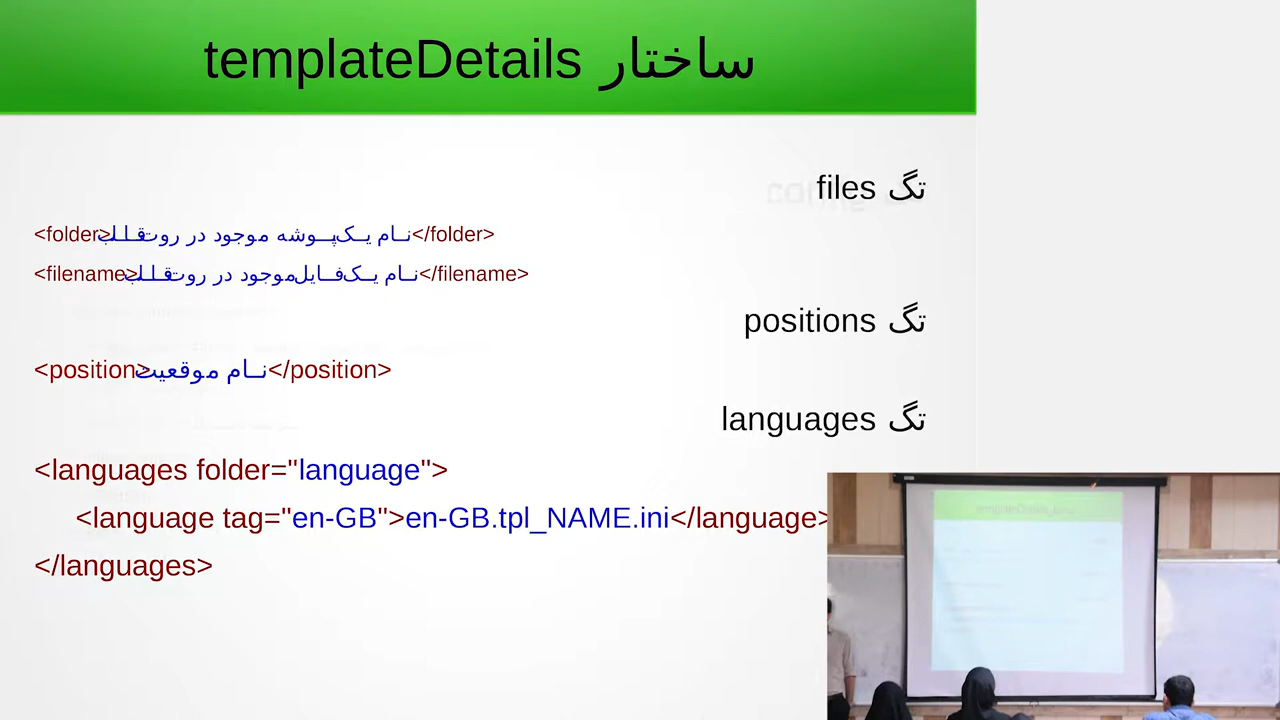 ساختار templateDetails
تگ files
<folder>نام یک پوشه موجود در روت قالب</folder>
<filename>نام یک فایل موجود در روت قالب</filename>
تگ positions
<position>نام موقعیت</position>
تگ languages
<languages folder="language">
<language tag="en-GB">en-GB.tpl_NAME.ini</language>
</languages>